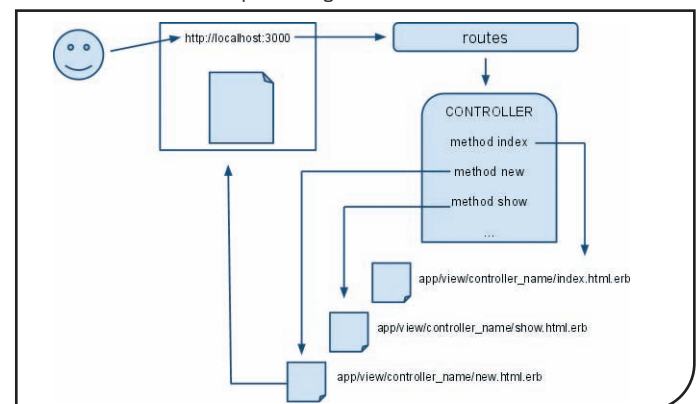 http://localhost:3000
routes
CONTROLLER
method index
method new
method show
...
app/view/controller_name/index.html.erb
app/view/controller_name/show.html.erb
app/view/controller_name/new.html.erb